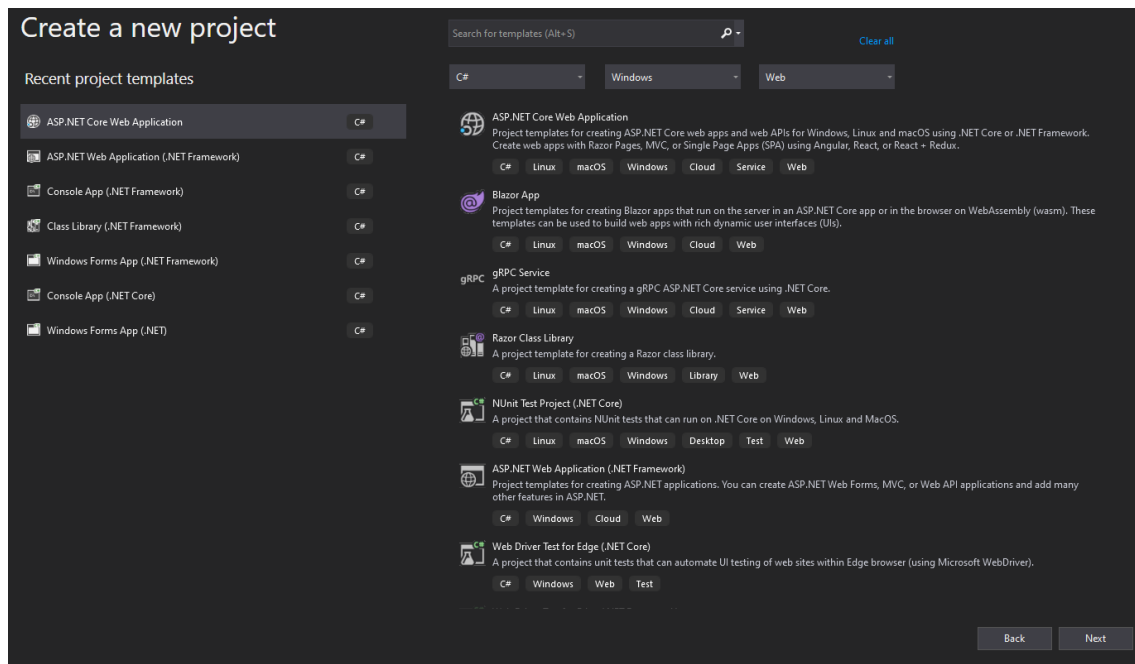 Create a new project
Search for templates (Alt+S)
Clear all
Recent project templates
C#
Windows
Web
ASP.NET Core Web Application
C#
ASP.NET Web Application (.NET Framework)
C#
Console App (.NET Framework)
C#
Class Library (.NET Framework)
C#
Windows Forms App (.NET Framework)
C#
Console App (.NET Core)
C#
Windows Forms App (.NET)
C#
ASP.NET Core Web Application
Project templates for creating ASP.NET Core web apps and web APIs for Windows, Linux and macOS using .NET Core or .NET Framework.
Create web apps with Razor Pages, MVC, or Single Page Apps (SPA) using Angular, React, or React + Redux.
C# Linux macOS Windows Cloud Service Web
Blazor App
Project templates for creating Blazor apps that run on the server in an ASP.NET Core app or in the browser on WebAssembly (wasm). These
templates can be used to build web apps with rich dynamic user interfaces (UIs).
C# Linux macOS Windows Cloud Web
gRPC
gRPC Service
A project template for creating a gRPC ASP.NET Core service using .NET Core.
C# Linux macOS Windows Cloud Service Web
Razor Class Library
A project template for creating a Razor class library.
C# Linux macOS Windows Library Web
NUnit Test Project (.NET Core)
A project that contains NUnit tests that can run on .NET Core on Windows, Linux and MacOS.
C# Linux macOS Windows Desktop Test Web
ASP.NET Web Application (.NET Framework)
Project templates for creating ASP.NET applications. You can create ASP.NET Web Forms, MVC, or Web API applications and add many
other features in ASP.NET.
C# Windows Cloud Web
Web Driver Test for Edge (.NET Core)
A project that contains unit tests that can automate UI testing of web sites within Edge browser (using Microsoft WebDriver).
C# Windows Web Test
Back
Next